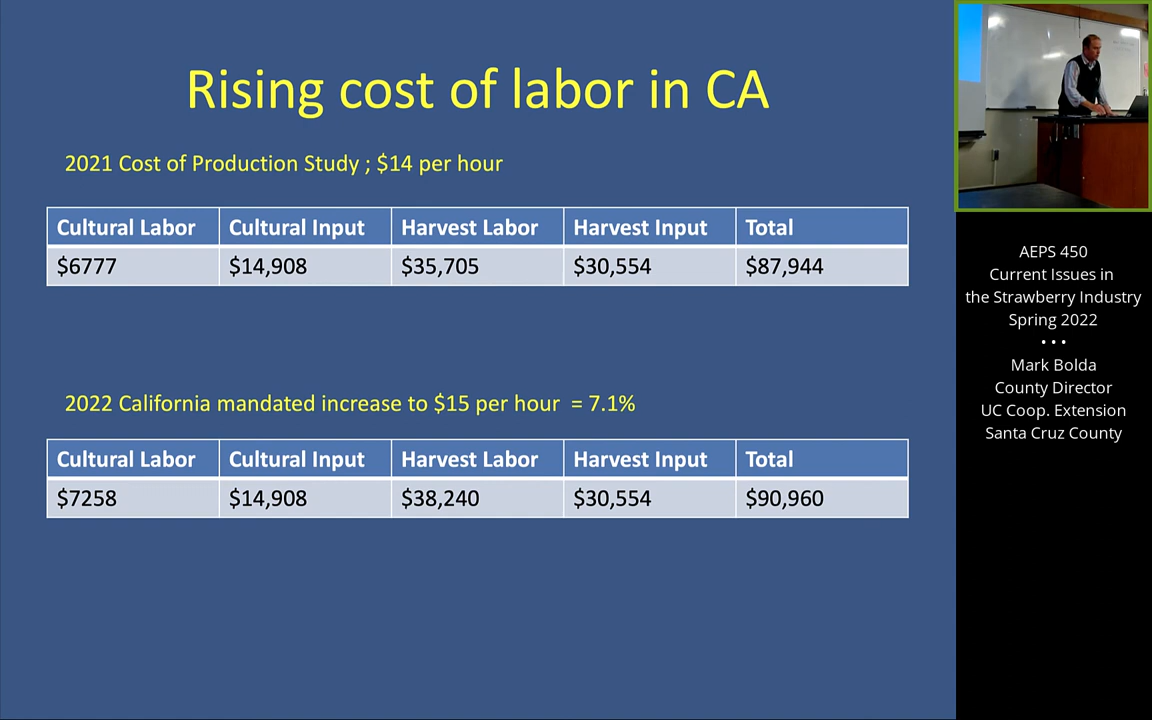 Rising cost of labor in CA
2021 Cost of Production Study ; $14 per hour
Cultural Labor Cultural Input Harvest Labor Harvest Input Total
$6777 $14,908 $35,705 $30,554 $87,944
2022 California mandated increase to $15 per hour = 7.1%
Cultural Labor Cultural Input Harvest Labor Harvest Input Total
$7258 $14,908 $38,240 $30,554 $90,960
AEPS 450
Current Issues in
the Strawberry Industry
Spring 2022
• • •
Mark Bolda
County Director
UC Coop. Extension
Santa Cruz County